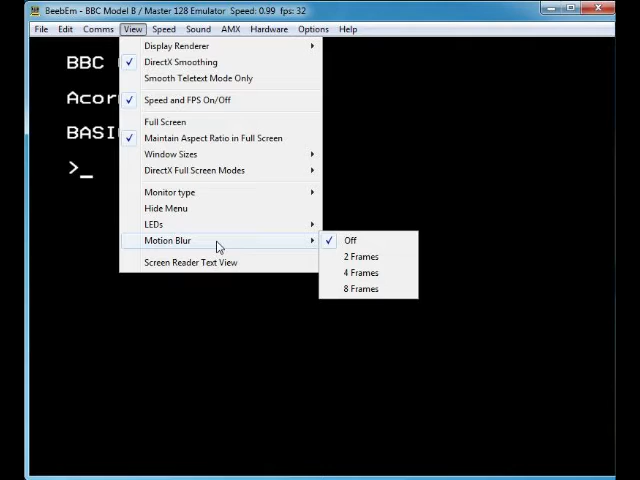 BeebEm - BBC Model B / Master 128 Emulator Speed: 0.99 fps: 32
File Edit Comms View Speed Sound AMX Hardware Options Help
BBC
Acor
BASI
>_
Display Renderer
DirectX Smoothing
Smooth Teletext Mode Only
Speed and FPS On/Off
Full Screen
Maintain Aspect Ratio in Full Screen
Window Sizes
DirectX Full Screen Modes
Monitor type
Hide Menu
LEDs
Motion Blur
Screen Reader Text View
Off
2 Frames
4 Frames
8 Frames